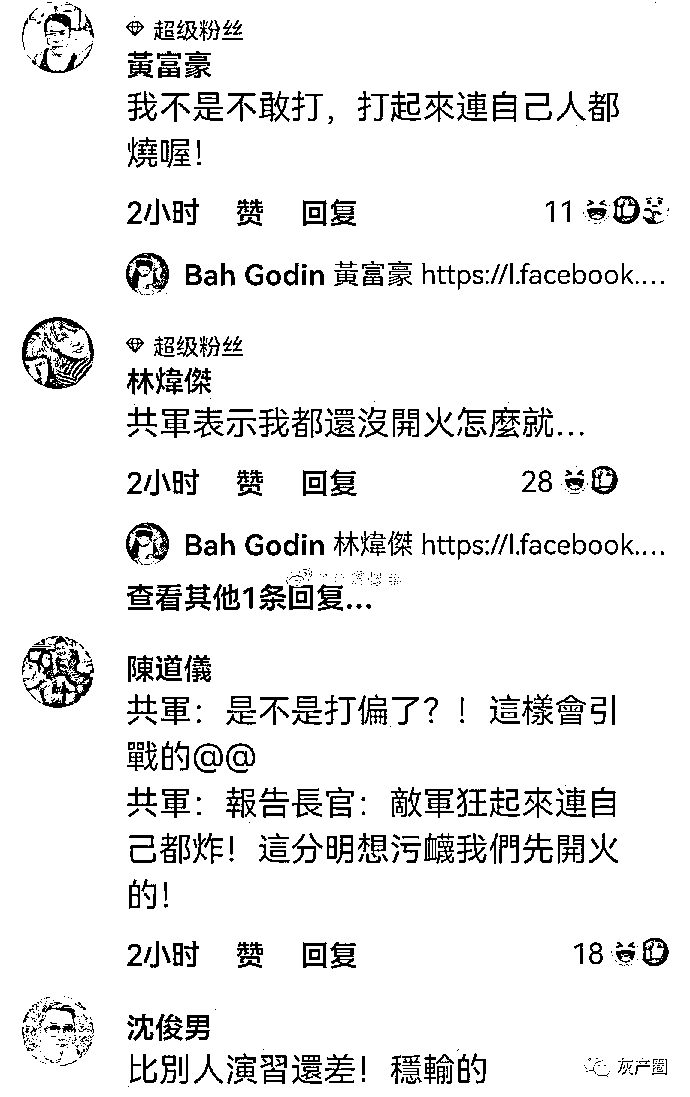 超级粉丝
黃富豪
我不是不敢打，打起來連自己人都
燒喔！
2小时 赞 回复 11
Bah Godin 黃富豪 https://l.facebook....
超级粉丝
林煒傑
共軍表示我都還沒開火怎麼就...
2小时 赞 回复 28
Bah Godin 林煒傑 https://l.facebook....
查看其他1条回复...
陳道儀
共軍：是不是打偏了？！這樣會引
戰的@@
共軍：報告長官：敵軍狂起來連自
己都炸！這分明想污衊我們先開火
的！
2小时 赞 回复 18
沈俊男
比別人演習還差！穩輸的
灰产圈